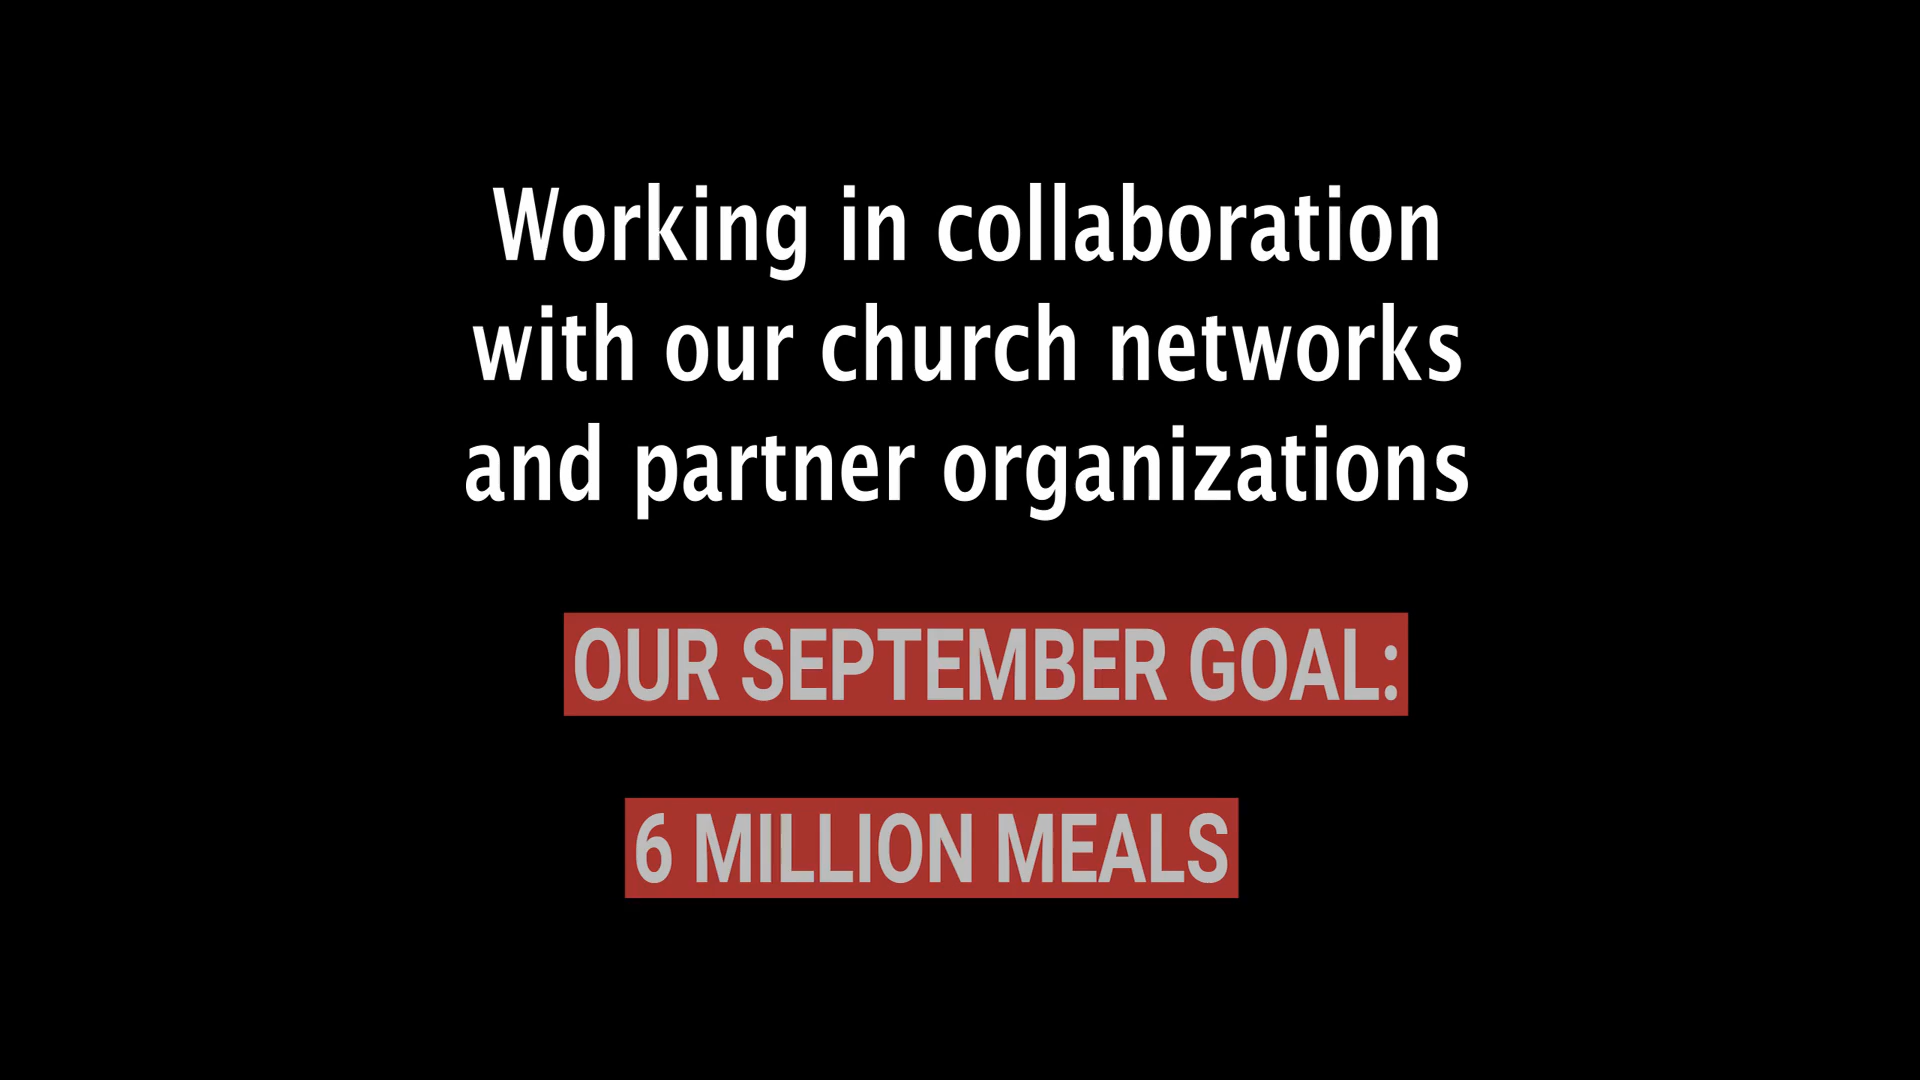 Working in collaboration
with our church networks
and partner organizations
OUR SEPTEMBER GOAL:
6 MILLION MEALS